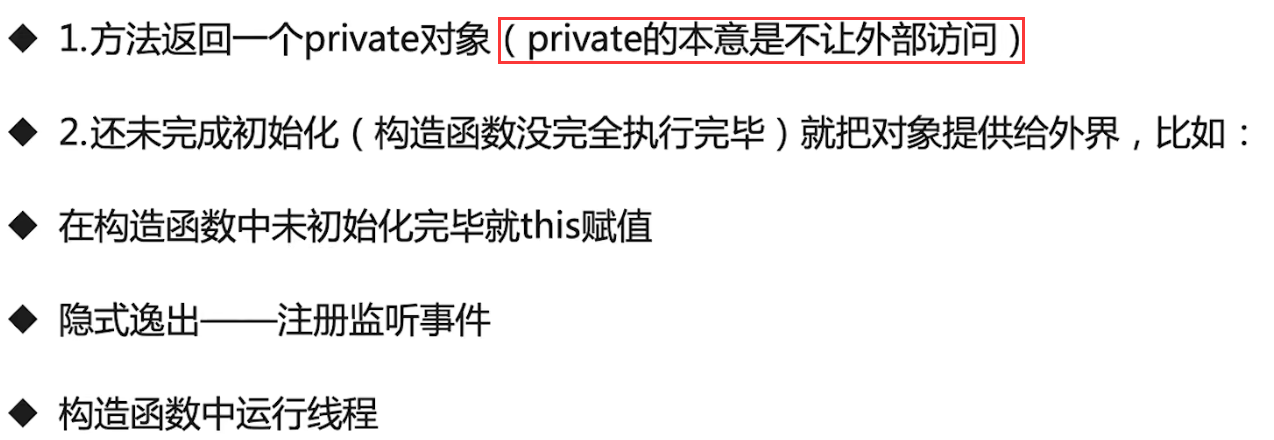 ◆ 1.方法返回一个private对象（private的本意是不让外部访问）
◆ 2.还未完成初始化（构造函数没完全执行完毕）就把对象提供给外界，比如：
◆ 在构造函数中未初始化完毕就this赋值
◆ 隐式逸出——注册监听事件
◆ 构造函数中运行线程